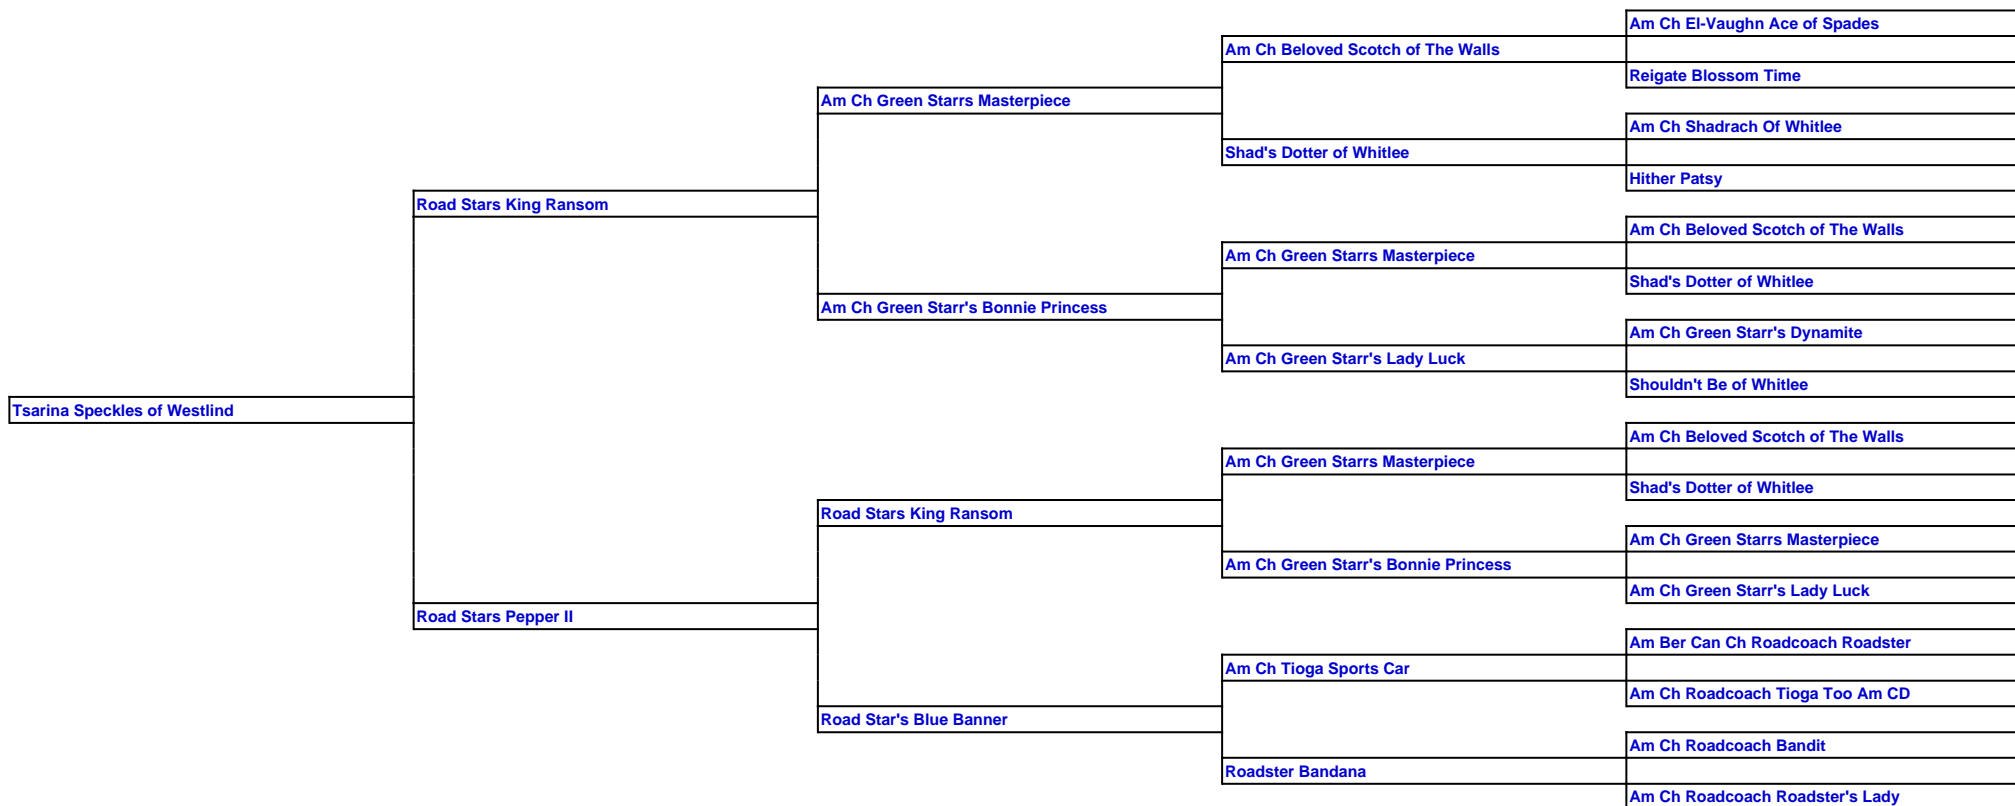 Am Ch El-Vaughn Ace of Spades
Am Ch Beloved Scotch of The Walls
Reigate Blossom Time
Am Ch Green Starrs Masterpiece
Am Ch Shadrach Of Whitlee
Shad's Dotter of Whitlee
Hither Patsy
Road Stars King Ransom
Am Ch Beloved Scotch of The Walls
Am Ch Green Starrs Masterpiece
Shad's Dotter of Whitlee
Am Ch Green Starr's Bonnie Princess
Am Ch Green Starr's Dynamite
Am Ch Green Starr's Lady Luck
Shouldn't Be of Whitlee
Tsarina Speckles of Westlind
Am Ch Beloved Scotch of The Walls
Am Ch Green Starrs Masterpiece
Shad's Dotter of Whitlee
Road Stars King Ransom
Am Ch Green Starrs Masterpiece
Am Ch Green Starr's Bonnie Princess
Am Ch Green Starr's Lady Luck
Road Stars Pepper II
Am Ber Can Ch Roadcoach Roadster
Am Ch Tioga Sports Car
Am Ch Roadcoach Tioga Too Am CD
Road Star's Blue Banner
Am Ch Roadcoach Bandit
Roadster Bandana
Am Ch Roadcoach Roadster's Lady